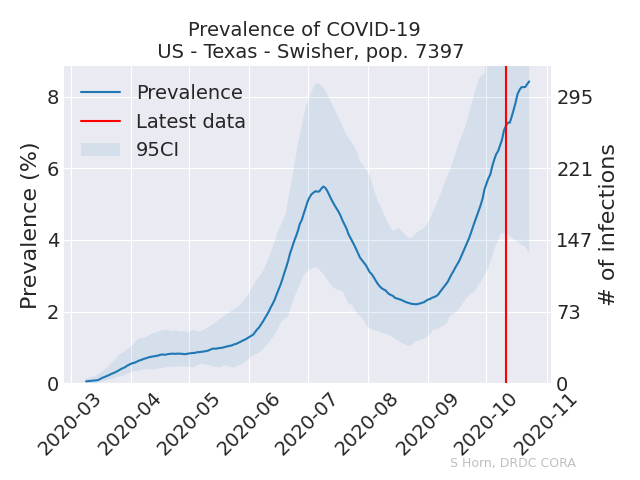 Prevalence of COVID-19
US - Texas - Swisher, pop. 7397
Prevalence
Latest data
95CI
Prevalence (%)
8
6
4
2
0
# of infections
295
221
147
73
0
2020-03
2020-04
2020-05
2020-06
2020-07
2020-08
2020-09
2020-10
2020-11
S Horn, DRDC CORA